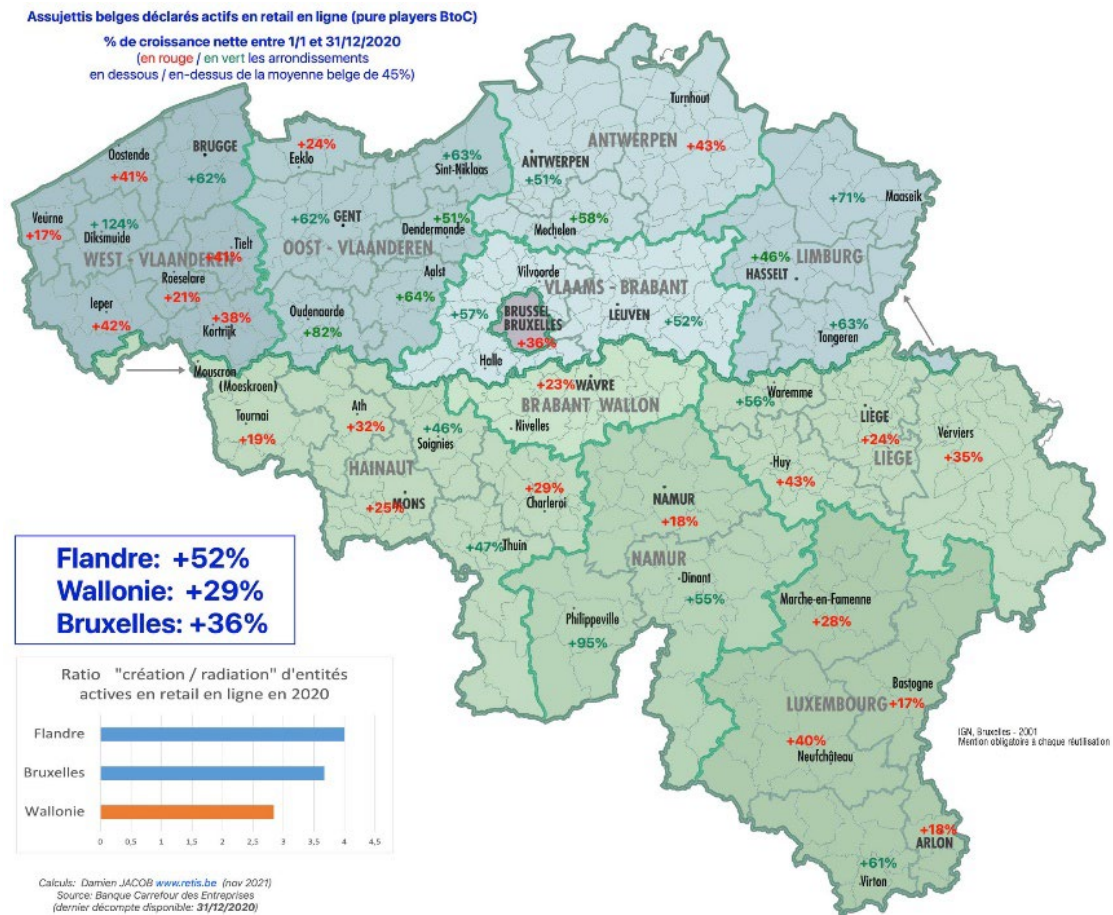 Assujettis belges déclarés actifs en retail en ligne (pure players BtoC)
% de croissance nette entre 1/1 et 31/12/2020
(en rouge / en vert les arrondissements
en dessous / en-dessus de la moyenne belge de 45%)
Turnhout
+43%
ANTWERPEN
ANTWERPEN
+51%
+58%
Mechelen
Oostende
+41%
BRUGGE
+62%
+24%
Eeklo
+63%
Sint-Niklaas
Veurne
+17%
+124%
Diksmuide
Tielt
+41%
WEST - VLAANDEREN
Roeselare
+21%
Ieper
+42%
+38%
Kortrijk
+62%
GENT
+51%
Dendermonde
OOST - VLAANDEREN
Aalst
+64%
Oudenaarde
+82%
+71%
Maaseik
+46%
HASSELT
LIMBURG
+63%
Tongeren
Vilvoorde
VLAAMS - BRABANT
+57%
BRUSSEL
BRUXELLES
+36%
LEUVEN
+52%
Halle
Mouscron
(Moeskroen)
Tournai
+19%
Ath
+32%
+46%
Soignies
HAINAUT
+25%
MONS
+29%
Charleroi
+47%
Thuin
+23%
WAVRE
BRABANT WALLON
Nivelles
Waremme
+56%
LIÈGE
+24%
LIÈGE
Verviers
+35%
Huy
+43%
NAMUR
+18%
NAMUR
Dinant
+55%
Philippeville
+95%
Marche-en-Famenne
+28%
Bastogne
+17%
LUXEMBOURG
+40%
Neufchâteau
+18%
ARLON
+61%
Virton
IGN, Bruxelles - 2001
Mention obligatoire à chaque réutilisation
Flandre: +52%
Wallonie: +29%
Bruxelles: +36%
Ratio "création / radiation" d'entités
actives en retail en ligne en 2020
Flandre
Bruxelles
Wallonie
0 0,5 1 1,5 2 2,5 3 3,5 4 4,5
Calculs: Damien JACOB www.retis.be (nov 2021)
Source: Banque Carrefour des Entreprises
(dernier décompte disponible: 31/12/2020)